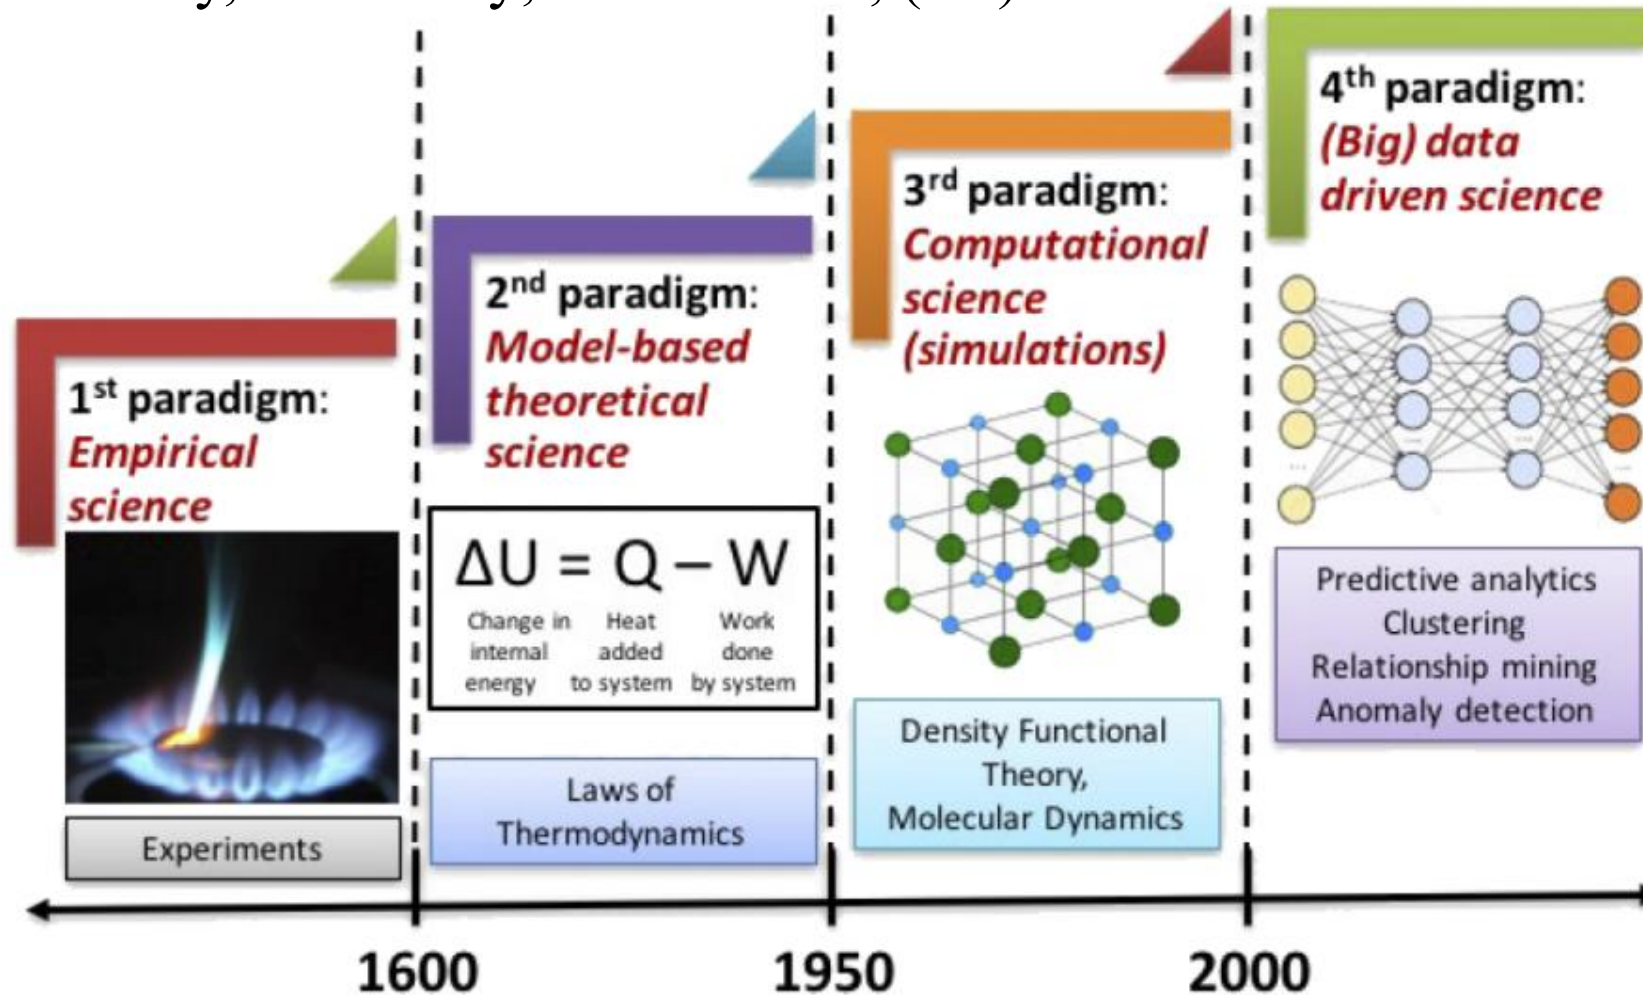 1st paradigm:
Empirical
science
Experiments
2nd paradigm:
Model-based
theoretical
science
ΔU = Q – W
Change in internal energy
Heat added to system
Work done by system
Laws of
Thermodynamics
3rd paradigm:
Computational
science
(simulations)
Density Functional
Theory,
Molecular Dynamics
4th paradigm:
(Big) data
driven science
Predictive analytics
Clustering
Relationship mining
Anomaly detection
1600
1950
2000